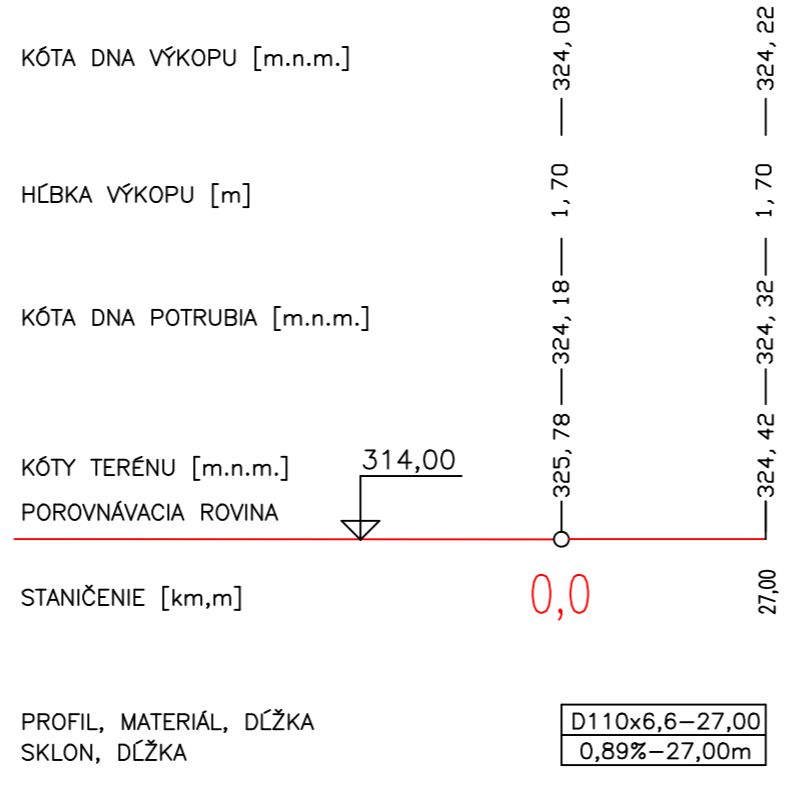 KÓTA DNA VÝKOPU [m.n.m.] 324,08 324,22
HĹBKA VÝKOPU [m] 1,70 1,70
KÓTA DNA POTRUBIA [m.n.m.] 324,18 324,32
KÓTY TERÉNU [m.n.m.] 314,00 325,78 324,42
POROVNÁVACIA ROVINA
STANIČENIE [km,m] 0,0 27,00
PROFIL, MATERIÁL, DĹŽKA D110x6,6–27,00
SKLON, DĹŽKA 0,89%–27,00m